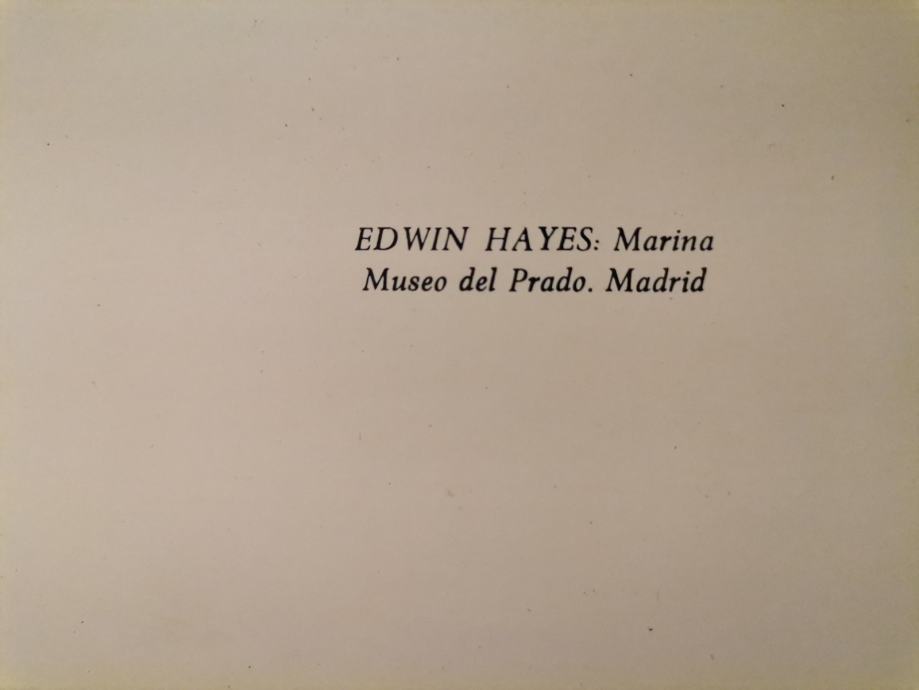 EDWIN HAYES: Marina
Museo del Prado. Madrid